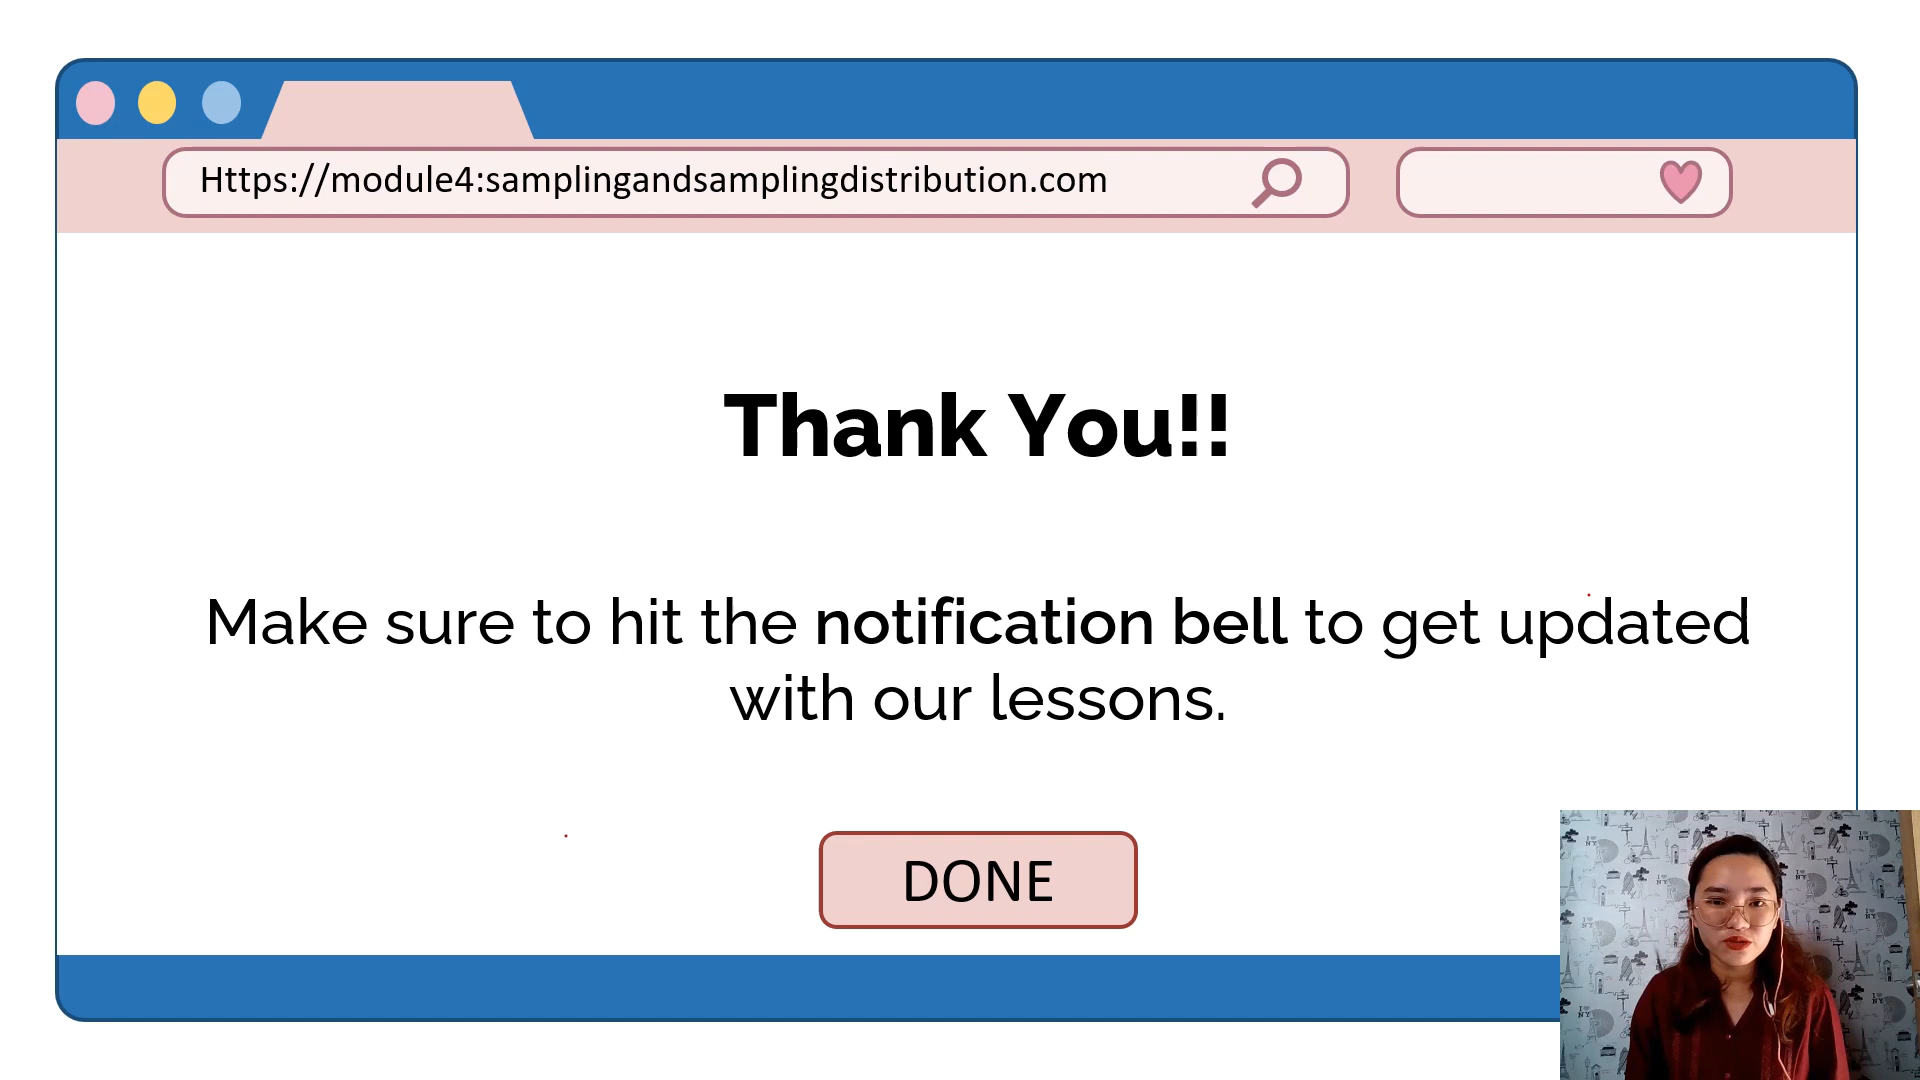 Https://module4:samplingandsamplingdistribution.com
Thank You!!
Make sure to hit the notification bell to get updated
with our lessons.
DONE